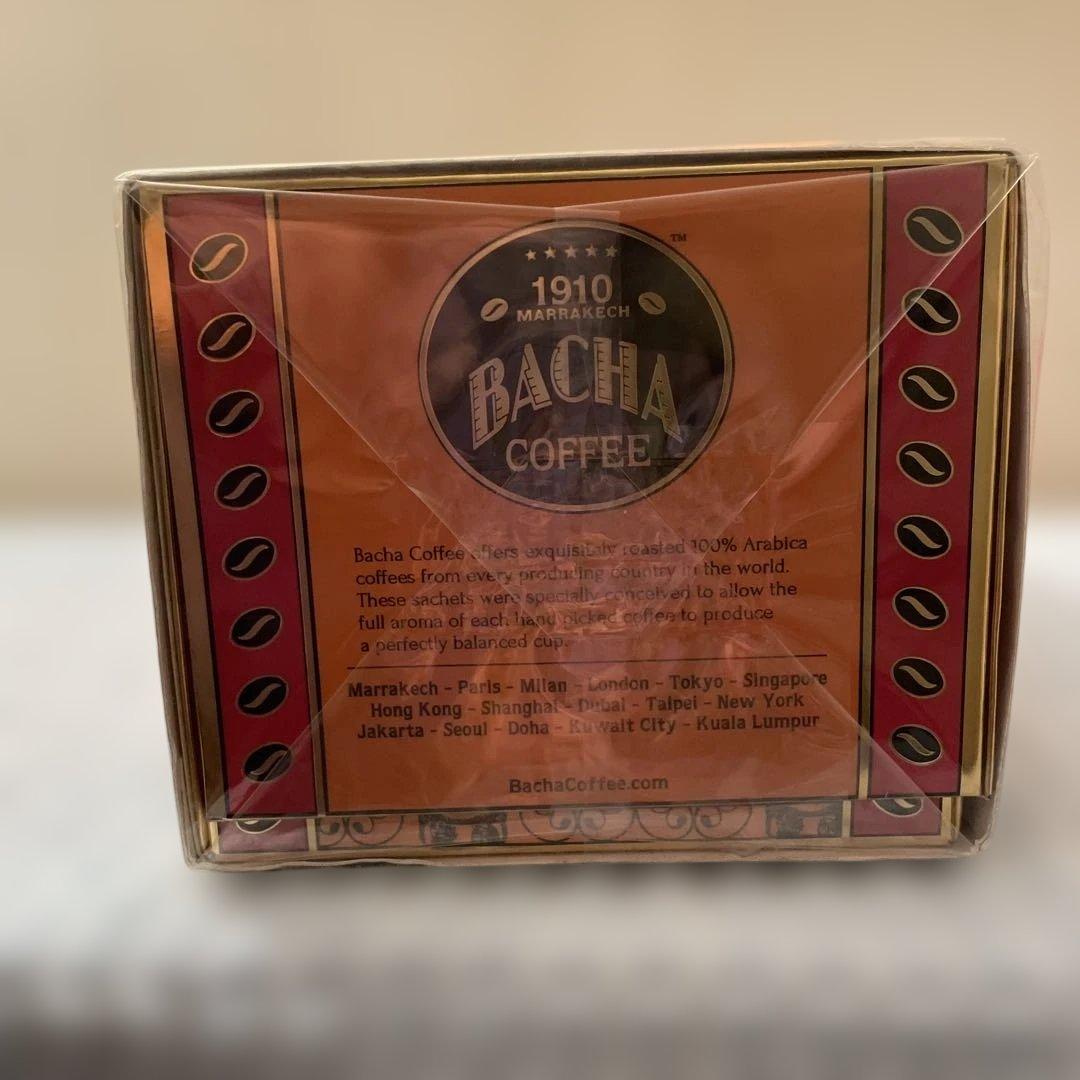 TM
1910
MARRAKECH
BACHA
COFFEE
Bacha Coffee offers exquisitely roasted 100% Arabica
coffees from every producing country in the world.
These sachets were specially conceived to allow the
full aroma of each hand picked coffee to produce
a perfectly balanced cup.
Marrakech - Paris - Milan - London - Tokyo - Singapore
Hong Kong - Shanghai - Dubai - Taipei - New York
Jakarta - Seoul - Doha - Kuwait City - Kuala Lumpur
BachaCoffee.com